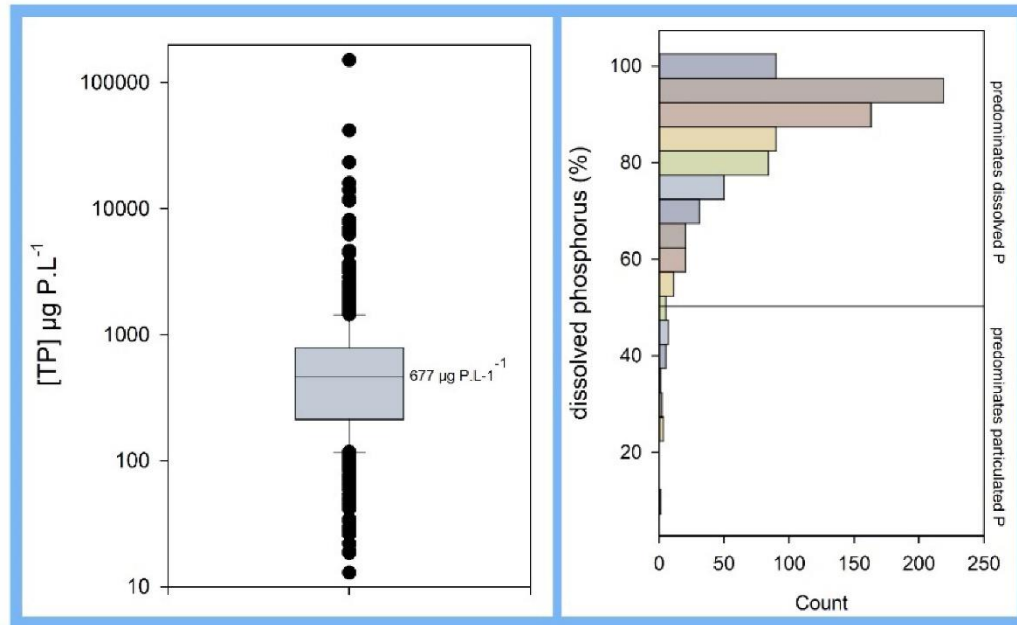 [TP] µg P.L-1
100000
10000
1000
100
10
677 µg P.L-1-1
dissolved phosphorus (%)
100
80
60
40
20
0
50
100
150
200
250
Count
predominates dissolved P
predominates particulated P